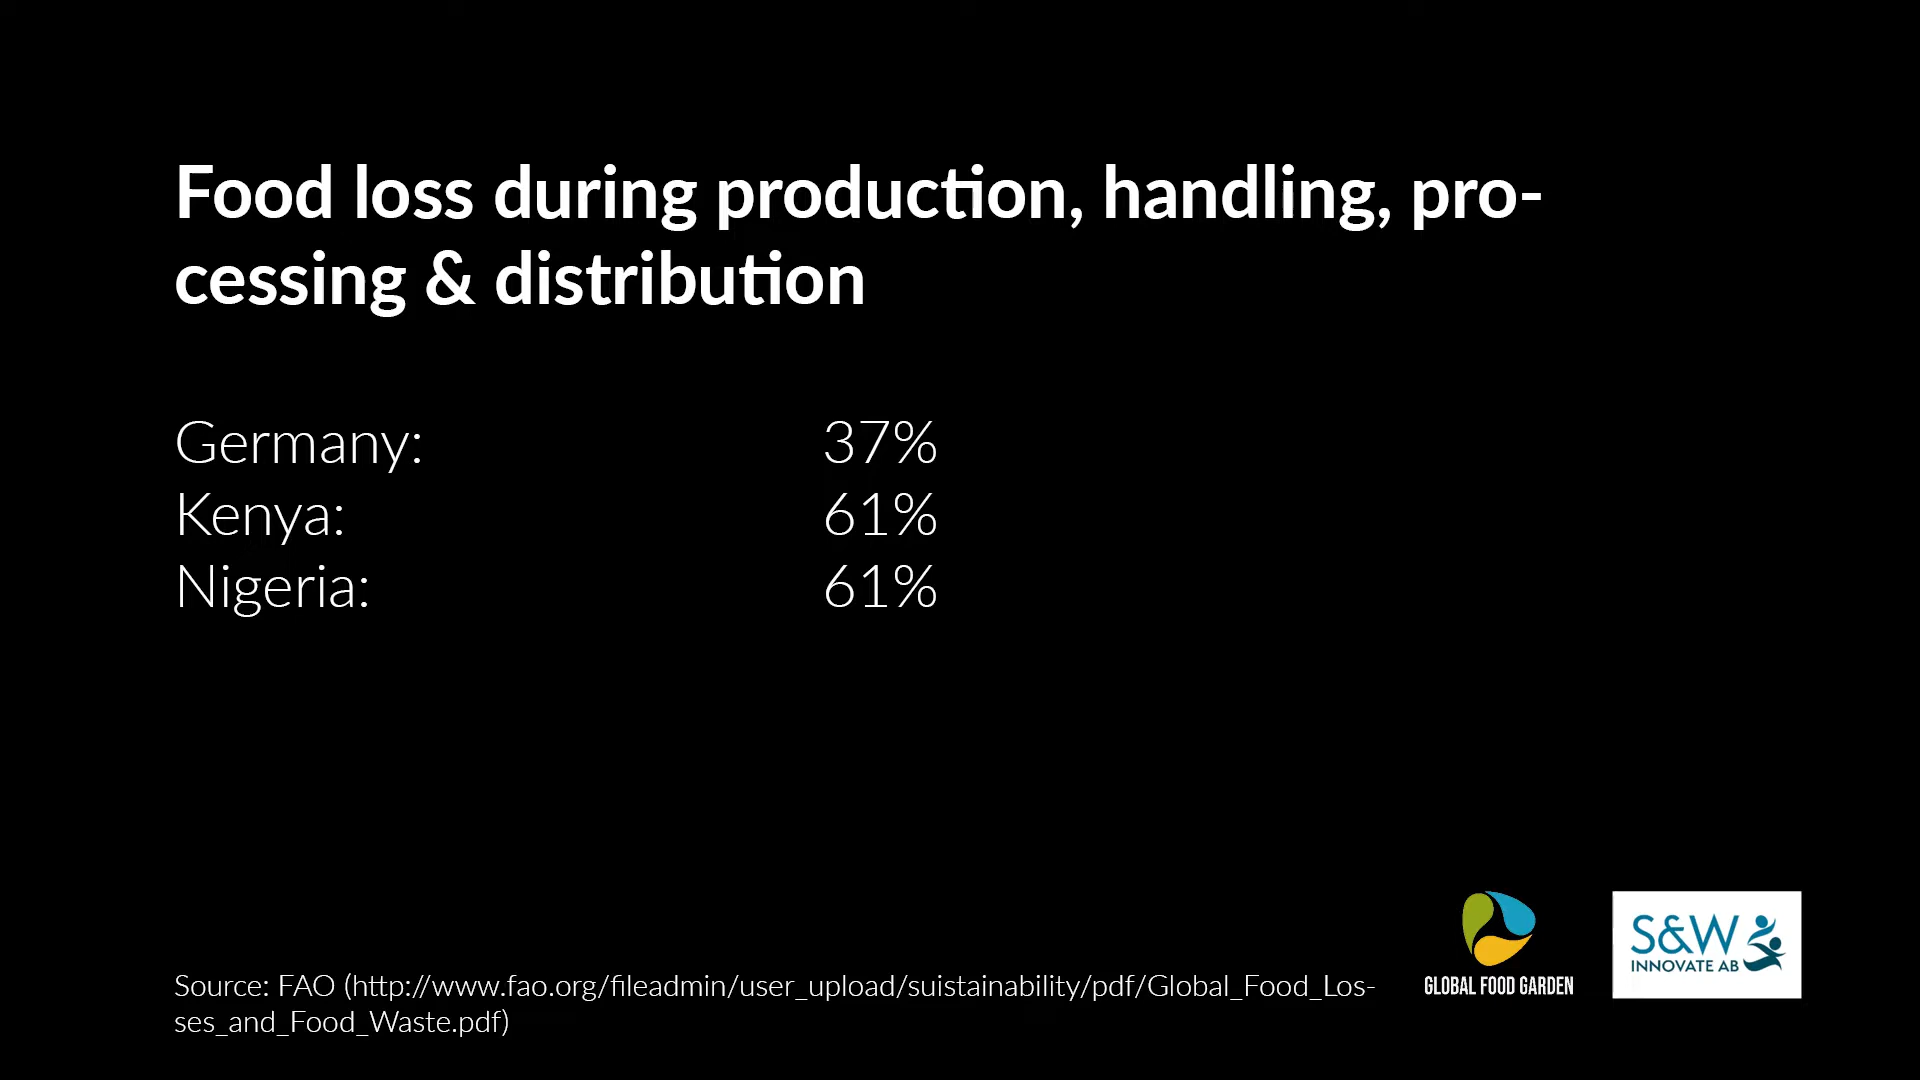 Food loss during production, handling, pro-
cessing & distribution
Germany: 37%
Kenya: 61%
Nigeria: 61%
Source: FAO (http://www.fao.org/fileadmin/user_upload/suistainability/pdf/Global_Food_Los-
ses_and_Food_Waste.pdf)
GLOBAL FOOD GARDEN
S&W
INNOVATE AB